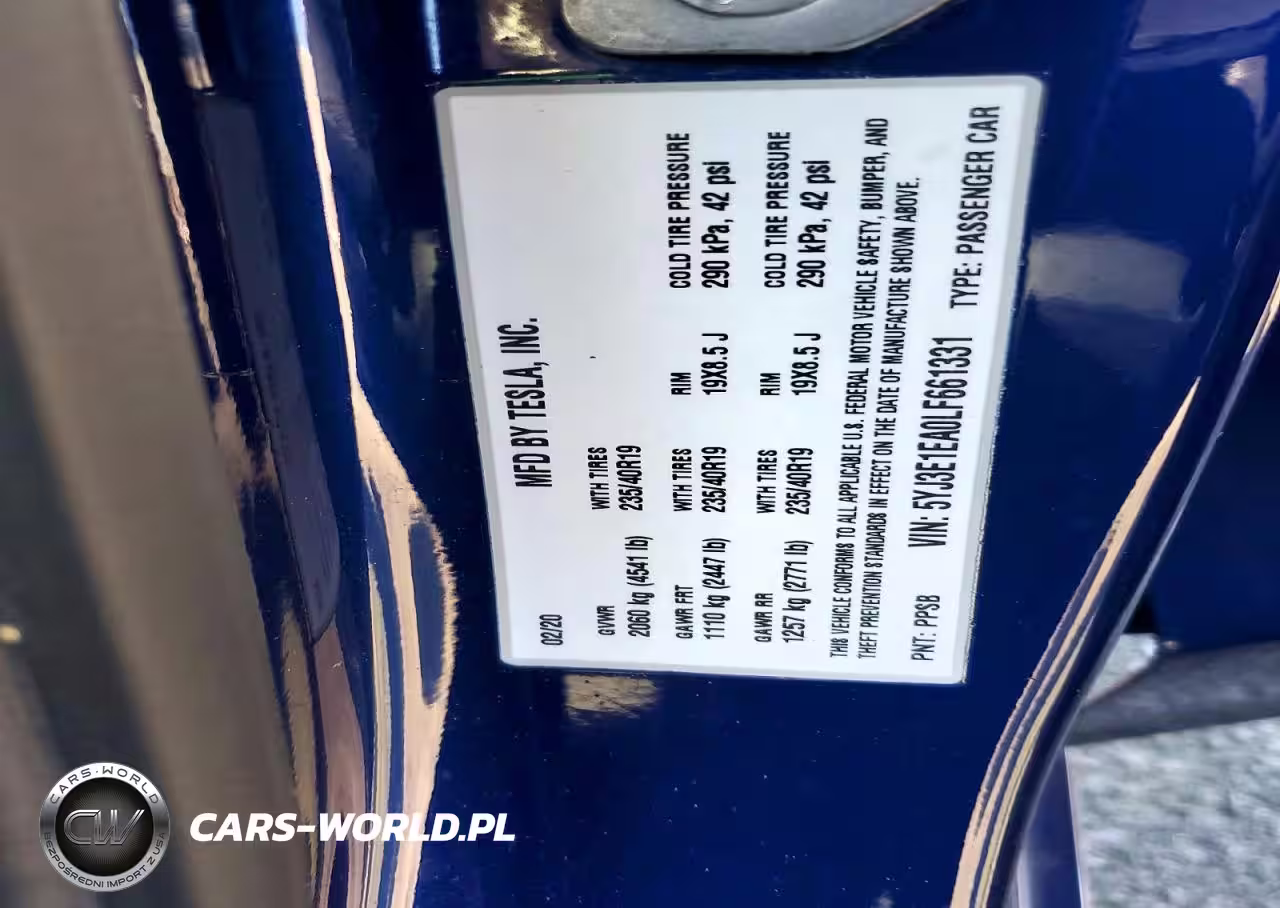 MFD BY TESLA, INC.
02/20
GVWR WITH TIRES
2060 kg (4541 lb) 235/40R19
GAWR FRT WITH TIRES RIM COLD TIRE PRESSURE
1110 kg (2447 lb) 235/40R19 19X8.5 J 290 kPa, 42 psi
GAWR RR WITH TIRES RIM COLD TIRE PRESSURE
1257 kg (2771 lb) 235/40R19 19X8.5 J 290 kPa, 42 psi
THIS VEHICLE CONFORMS TO ALL APPLICABLE U.S. FEDERAL MOTOR VEHICLE SAFETY, BUMPER, AND
THEFT PREVENTION STANDARDS IN EFFECT ON THE DATE OF MANUFACTURE SHOWN ABOVE.
PNT: PPSB VIN: 5YJ3E1EA0LF661331 TYPE: PASSENGER CAR
CARS-WORLD
CW
BEZPOŚREDNI IMPORT Z USA
CARS-WORLD.PL